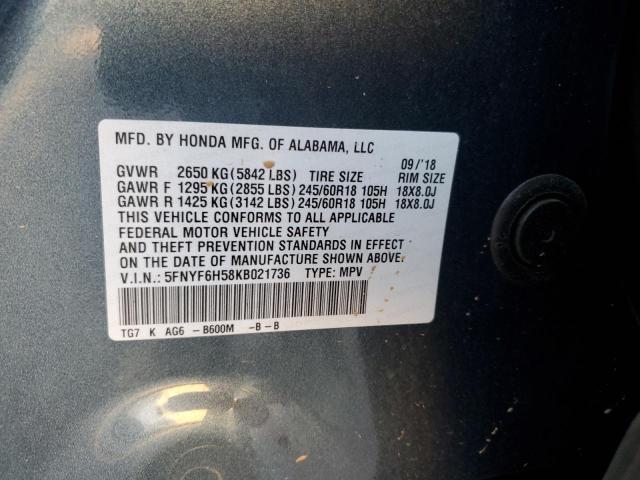 MFD. BY HONDA MFG. OF ALABAMA, LLC
09/'18
GVWR 2650 KG (5842 LBS) TIRE SIZE RIM SIZE
GAWR F 1295 KG (2855 LBS) 245/60R18 105H 18X8.0J
GAWR R 1425 KG (3142 LBS) 245/60R18 105H 18X8.0J
THIS VEHICLE CONFORMS TO ALL APPLICABLE
FEDERAL MOTOR VEHICLE SAFETY
AND THEFT PREVENTION STANDARDS IN EFFECT
ON THE DATE OF MANUFACTURE SHOWN ABOVE.
V.I.N.: 5FNYF6H58KB021736 TYPE: MPV
TG7 K AG6 -B600M -B-B